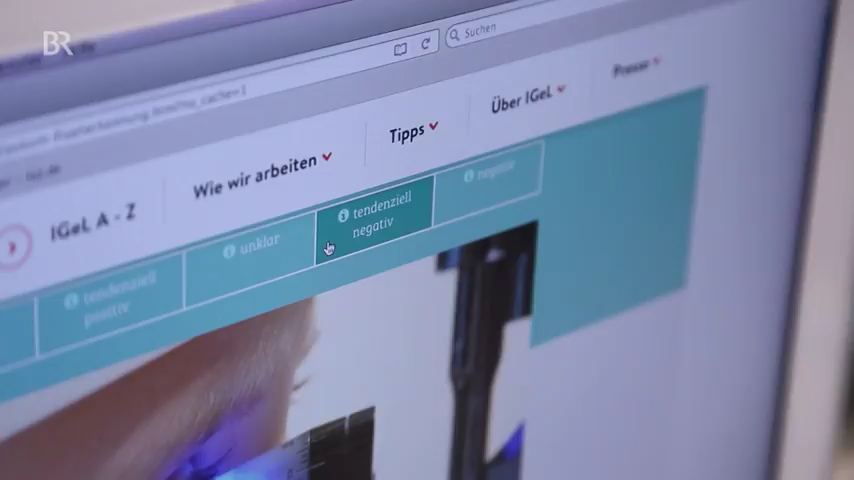 BR
Suchen
IGeL A - Z
Wie wir arbeiten
Tipps
Über IGeL
Presse
tendenziell
positiv
unklar
tendenziell
negativ
negativ